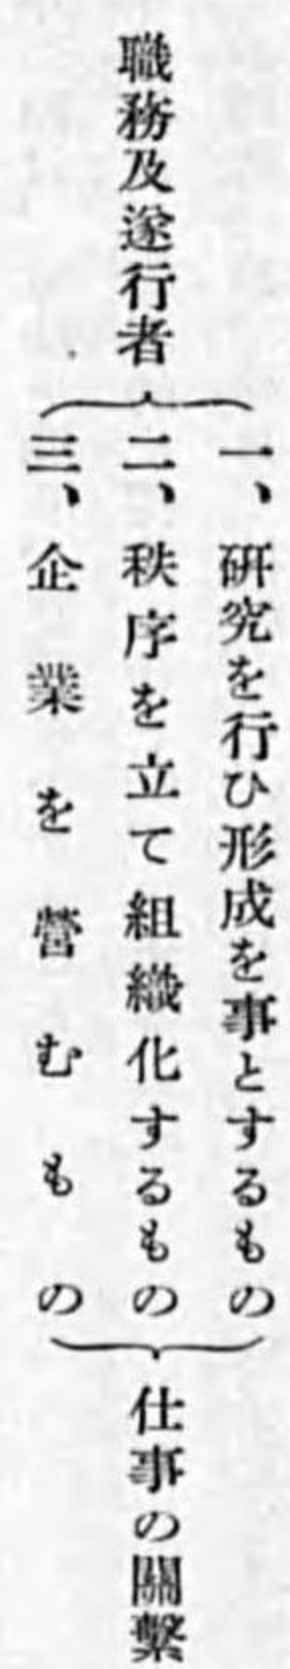 職務及遂行者
一、研究を行ひ形成を事とするもの
二、秩序を立て組織化するもの
三、企業を營むもの
仕事の關繫